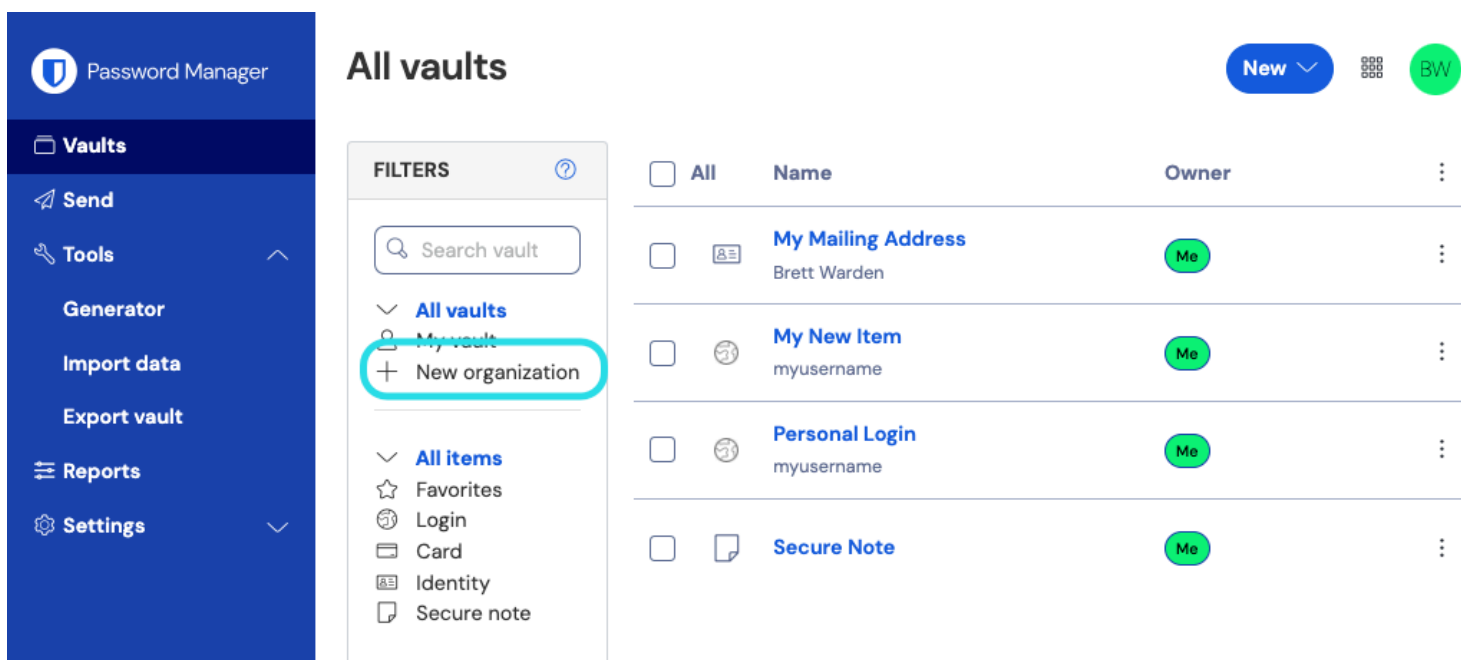 Password Manager
Vaults
Send
Tools
Generator
Import data
Export vault
Reports
Settings
All vaults
New
BW
FILTERS
Search vault
All vaults
My vault
New organization
All items
Favorites
Login
Card
Identity
Secure note
All Name Owner
My Mailing Address
Brett Warden
Me
My New Item
myusername
Me
Personal Login
myusername
Me
Secure Note
Me